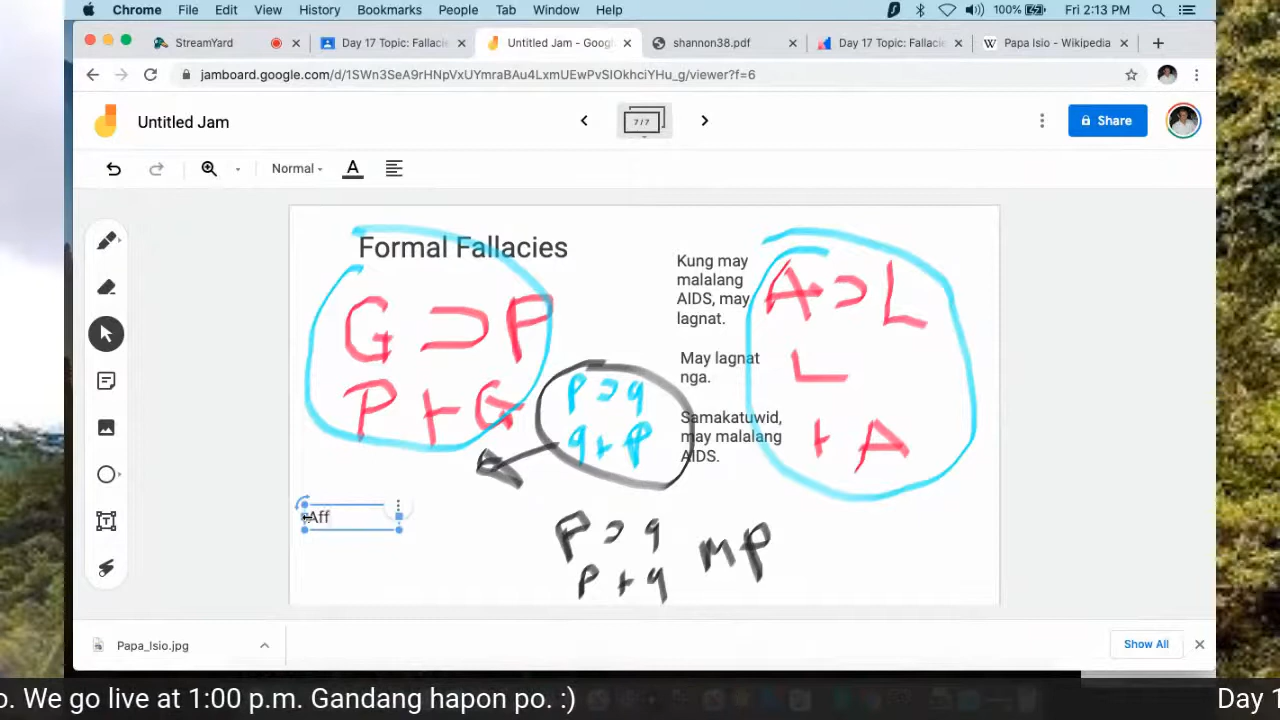 Chrome File Edit View History Bookmarks People Tab Window Help 100% Fri 2:13 PM
StreamYard
Day 17 Topic: Fallacie
Untitled Jam - Goog
shannon38.pdf
Day 17 Topic: Fallacie
Papa Isio - Wikipedia
jamboard.google.com/d/1SWn3SeA9rHNpVxUYmraBAu4LxmUEwPvSIOkhciYHu_g/viewer?f=6
Untitled Jam
7/7
Share
Normal
Formal Fallacies
G ⊃ P
P ⊢ G
p ⊃ q
q ⊢ p
Kung may
malalang
AIDS, may
lagnat.
May lagnat
nga.
Samakatuwid,
may malalang
AIDS.
A ⊃ L
L
⊢ A
Aff
P ⊃ q
P ⊢ q
MP
Papa_Isio.jpg
Show All
o. We go live at 1:00 p.m. Gandang hapon po. :)
Day 1